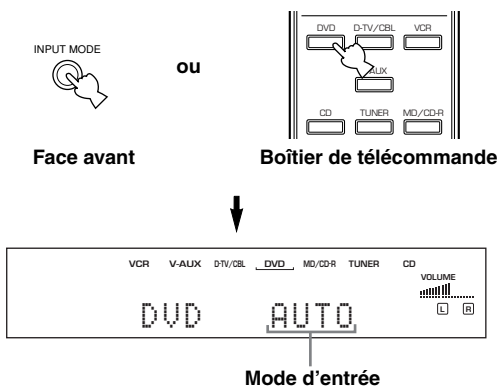 DVD D-TV/CBL VCR
INPUT MODE
ou
AUX
CD TUNER MD/CD-R
Face avant
Boîtier de télécommande
VCR V-AUX D-TV/CBL DVD MD/CD-R TUNER CD
VOLUME
L R
DVD AUTO
Mode d'entrée